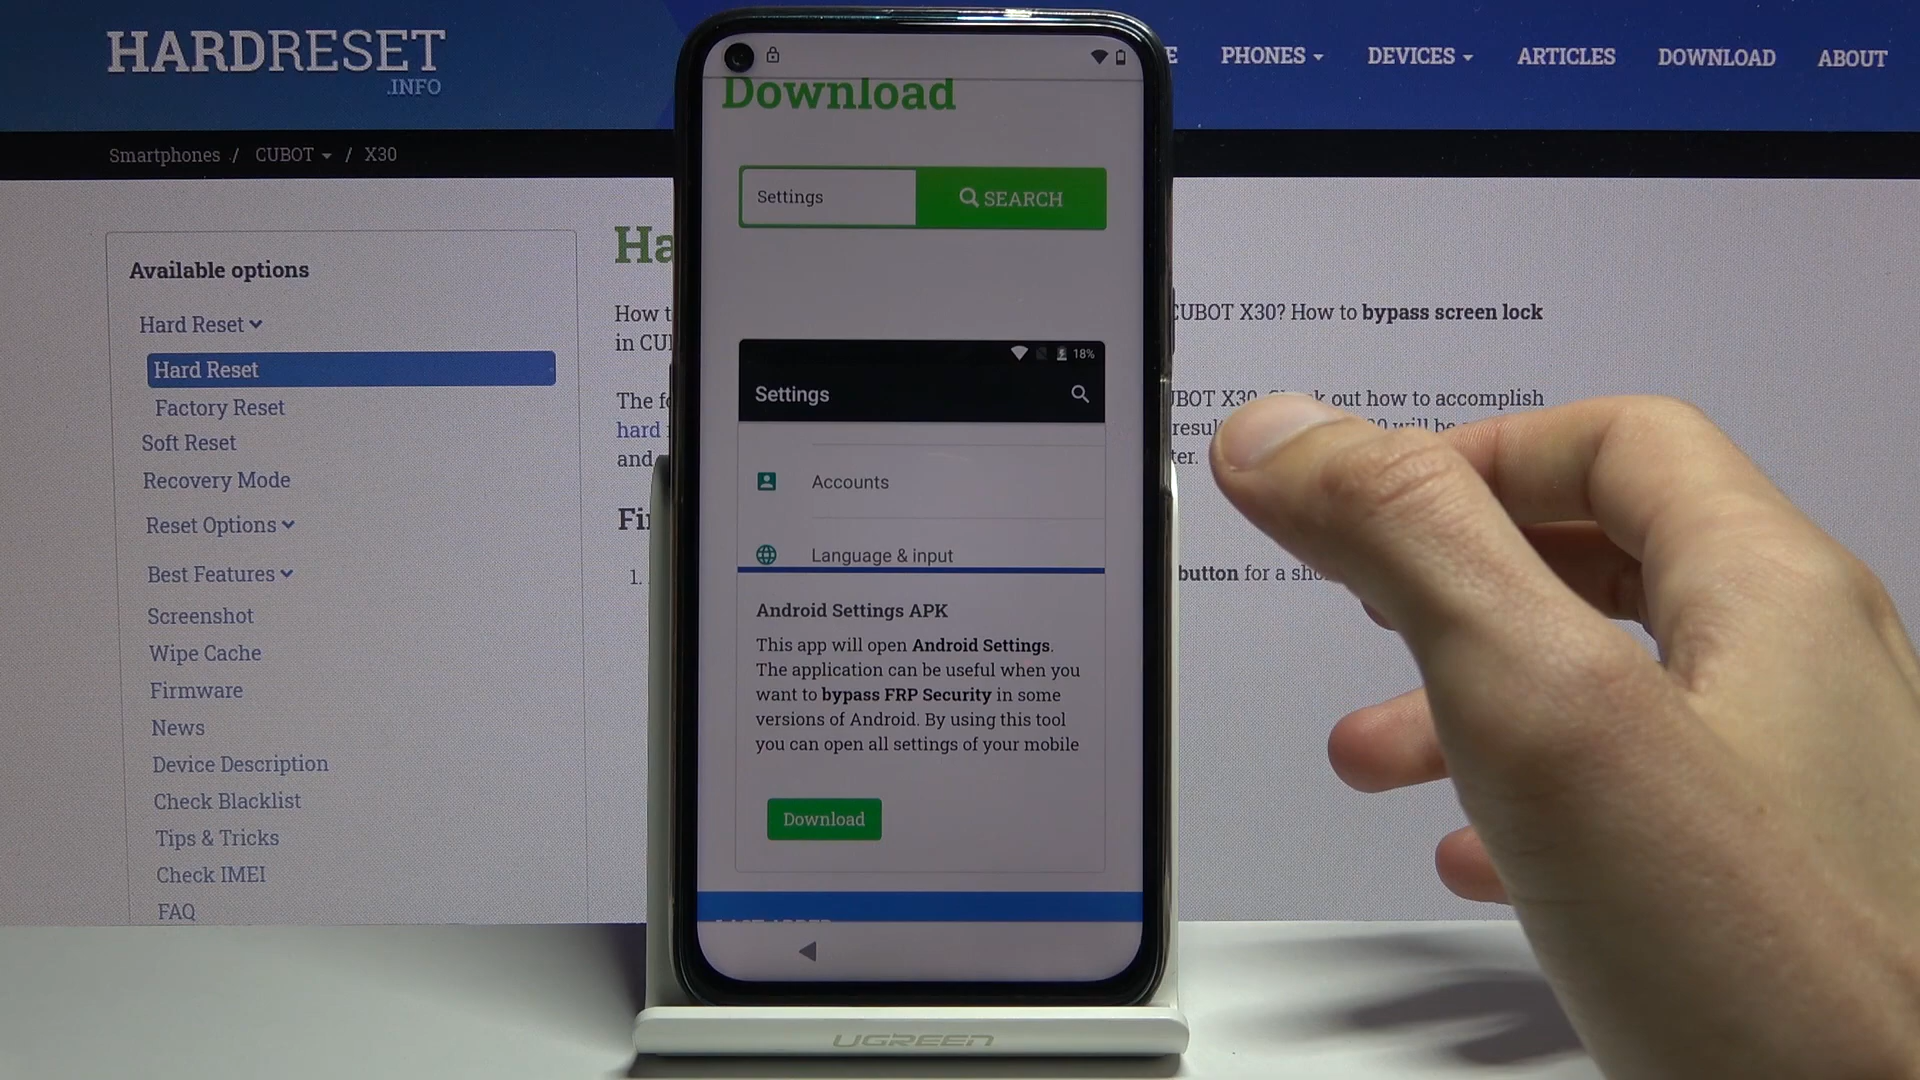 HARDRESET
.INFO
PHONES
DEVICES
ARTICLES
DOWNLOAD
ABOUT
Smartphones / CUBOT / X30
Available options
Hard Reset
Hard Reset
Factory Reset
Soft Reset
Recovery Mode
Reset Options
Best Features
Screenshot
Wipe Cache
Firmware
News
Device Description
Check Blacklist
Tips & Tricks
Check IMEI
FAQ
How
CUBOT X30? How to bypass screen lock
in
The
X30
out how to accomplish
hard
will
and
1.
button for a
Download
Settings
SEARCH
18%
Settings
Accounts
Language & input
Android Settings APK
This app will open Android Settings.
The application can be useful when you
want to bypass FRP Security in some
versions of Android. By using this tool
you can open all settings of your mobile
Download
UGREEN